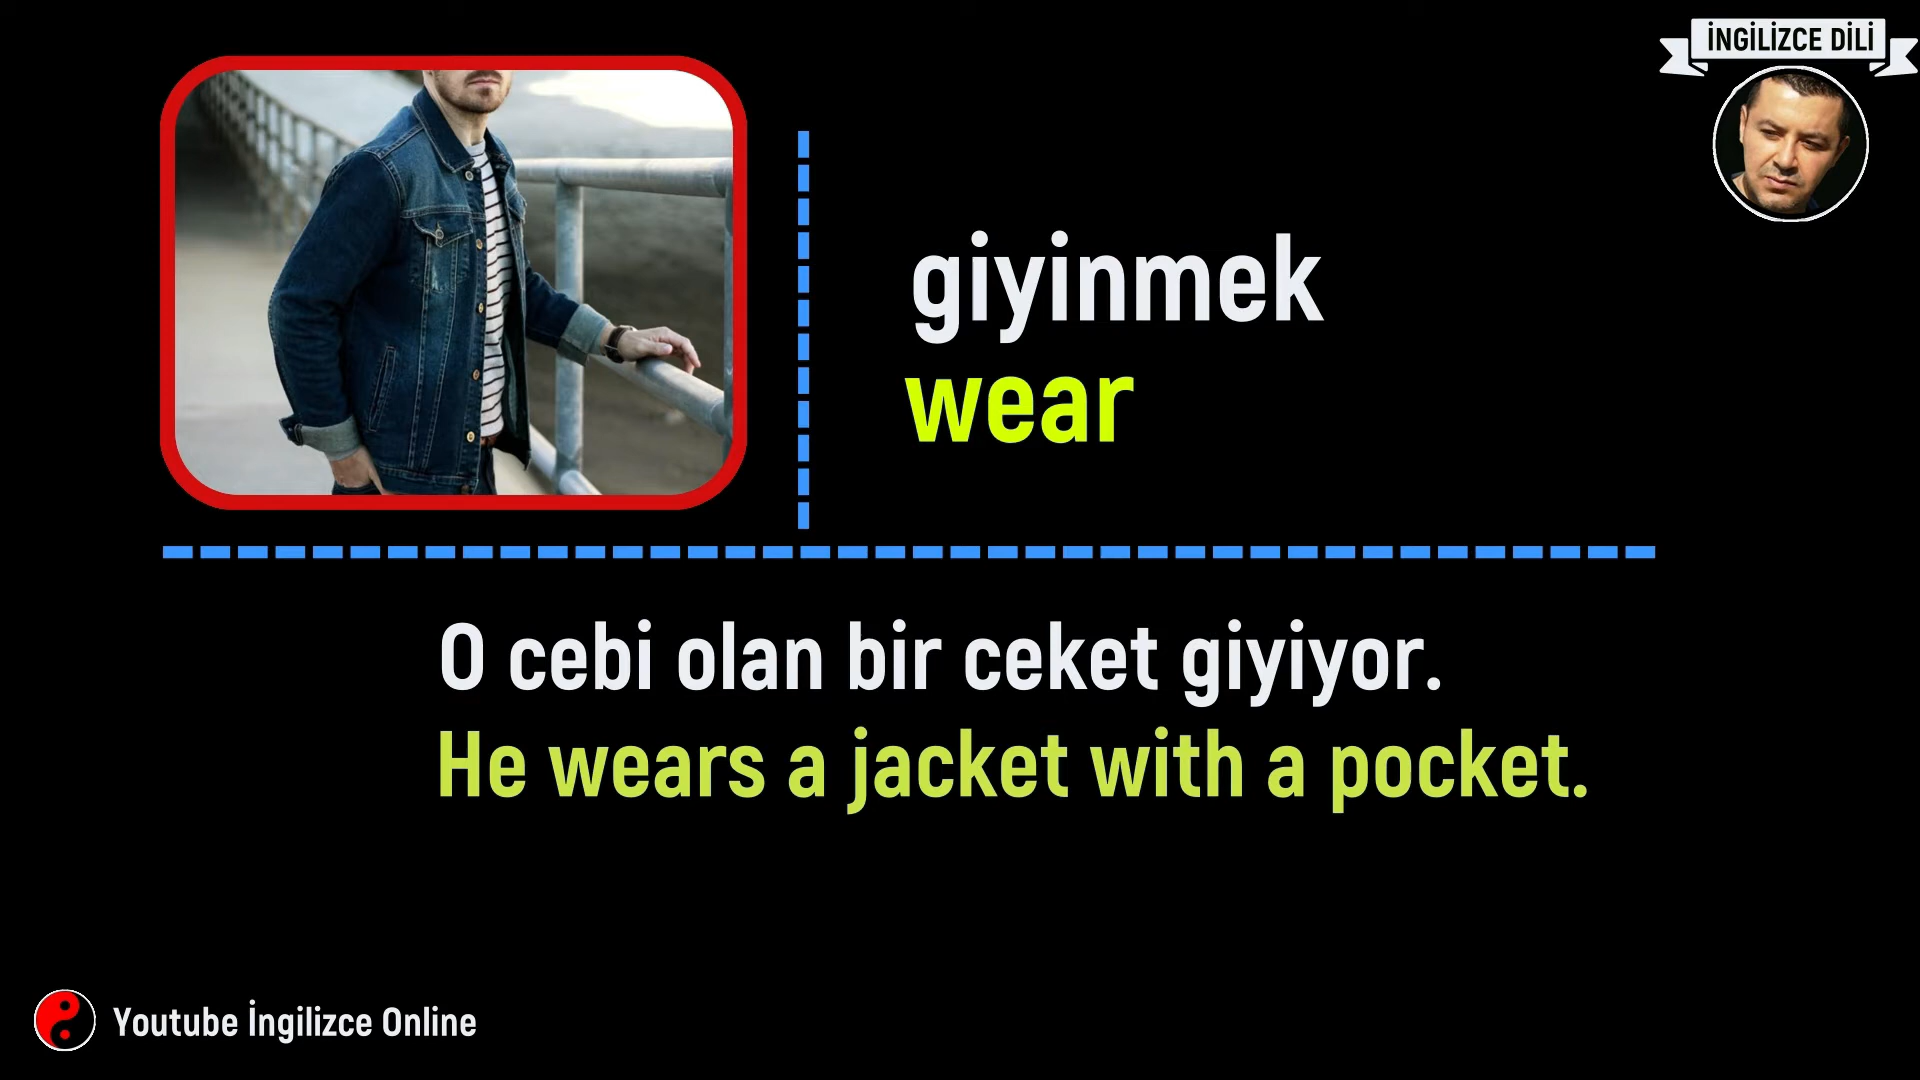 İNGİLİZCE DİLİ
giyinmek
wear
O cebi olan bir ceket giyiyor.
He wears a jacket with a pocket.
Youtube İngilizce Online